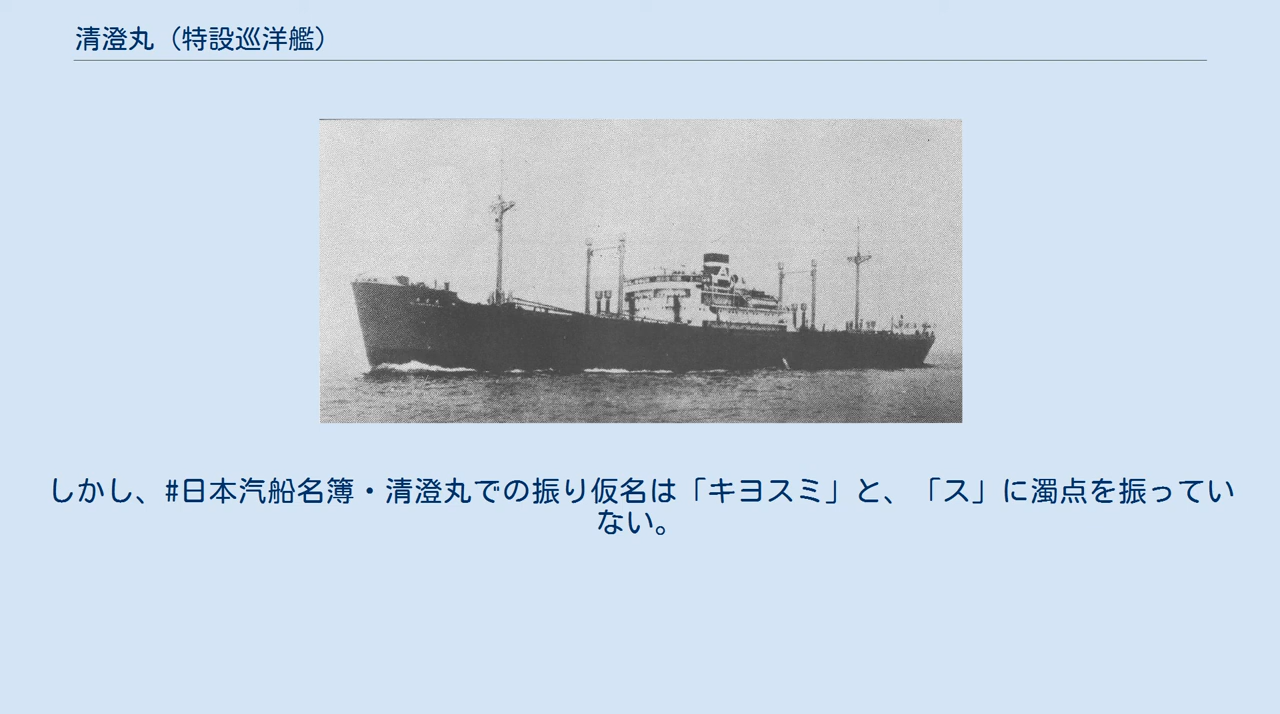 清澄丸（特設巡洋艦）
しかし、#日本汽船名簿・清澄丸での振り仮名は「キヨスミ」と、「ス」に濁点を振ってい
ない。